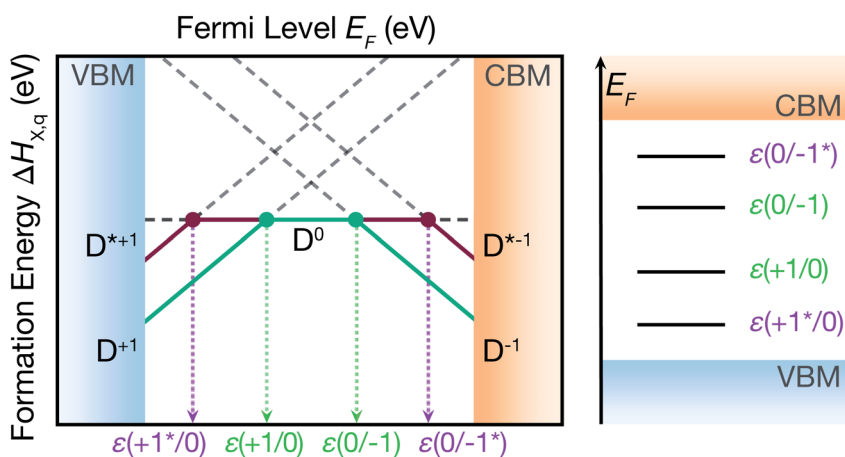 Fermi Level E_F (eV)
Formation Energy ΔH_X,q (eV)
VBM
CBM
D*+1
D0
D*-1
D+1
D-1
ε(+1*/0)
ε(+1/0)
ε(0/-1)
ε(0/-1*)
E_F
CBM
ε(0/-1*)
ε(0/-1)
ε(+1/0)
ε(+1*/0)
VBM